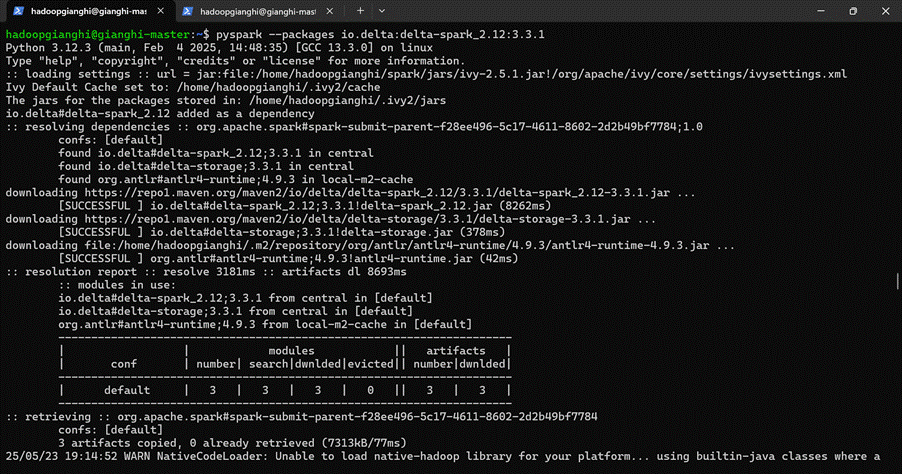 hadoopgianghi@gianghi-mas
hadoopgianghi@gianghi-mast
hadoopgianghi@gianghi-master:~$ pyspark --packages io.delta:delta-spark_2.12:3.3.1
Python 3.12.3 (main, Feb  4 2025, 14:48:35) [GCC 13.3.0] on linux
Type "help", "copyright", "credits" or "license" for more information.
:: loading settings :: url = jar:file:/home/hadoopgianghi/spark/jars/ivy-2.5.1.jar!/org/apache/ivy/core/settings/ivysettings.xml
Ivy Default Cache set to: /home/hadoopgianghi/.ivy2/cache
The jars for the packages stored in: /home/hadoopgianghi/.ivy2/jars
io.delta#delta-spark_2.12 added as a dependency
:: resolving dependencies :: org.apache.spark#spark-submit-parent-f28ee496-5c17-4611-8602-2d2b49bf7784;1.0
        confs: [default]
        found io.delta#delta-spark_2.12;3.3.1 in central
        found io.delta#delta-storage;3.3.1 in central
        found org.antlr#antlr4-runtime;4.9.3 in local-m2-cache
downloading https://repo1.maven.org/maven2/io/delta/delta-spark_2.12/3.3.1/delta-spark_2.12-3.3.1.jar ...
        [SUCCESSFUL ] io.delta#delta-spark_2.12;3.3.1!delta-spark_2.12.jar (8262ms)
downloading https://repo1.maven.org/maven2/io/delta/delta-storage/3.3.1/delta-storage-3.3.1.jar ...
        [SUCCESSFUL ] io.delta#delta-storage;3.3.1!delta-storage.jar (378ms)
downloading file:/home/hadoopgianghi/.m2/repository/org/antlr/antlr4-runtime/4.9.3/antlr4-runtime-4.9.3.jar ...
        [SUCCESSFUL ] org.antlr#antlr4-runtime;4.9.3!antlr4-runtime.jar (42ms)
:: resolution report :: resolve 3181ms :: artifacts dl 8693ms
        :: modules in use:
        io.delta#delta-spark_2.12;3.3.1 from central in [default]
        io.delta#delta-storage;3.3.1 from central in [default]
        org.antlr#antlr4-runtime;4.9.3 from local-m2-cache in [default]
        ---------------------------------------------------------------------
        |                  |            modules            ||   artifacts   |
        |       conf       | number| search|dwnlded|evicted|| number|dwnlded|
        ---------------------------------------------------------------------
        |      default     |   3   |   3   |   3   |   0   ||   3   |   3   |
        ---------------------------------------------------------------------
:: retrieving :: org.apache.spark#spark-submit-parent-f28ee496-5c17-4611-8602-2d2b49bf7784
        confs: [default]
        3 artifacts copied, 0 already retrieved (7313kB/77ms)
25/05/23 19:14:52 WARN NativeCodeLoader: Unable to load native-hadoop library for your platform... using builtin-java classes where a